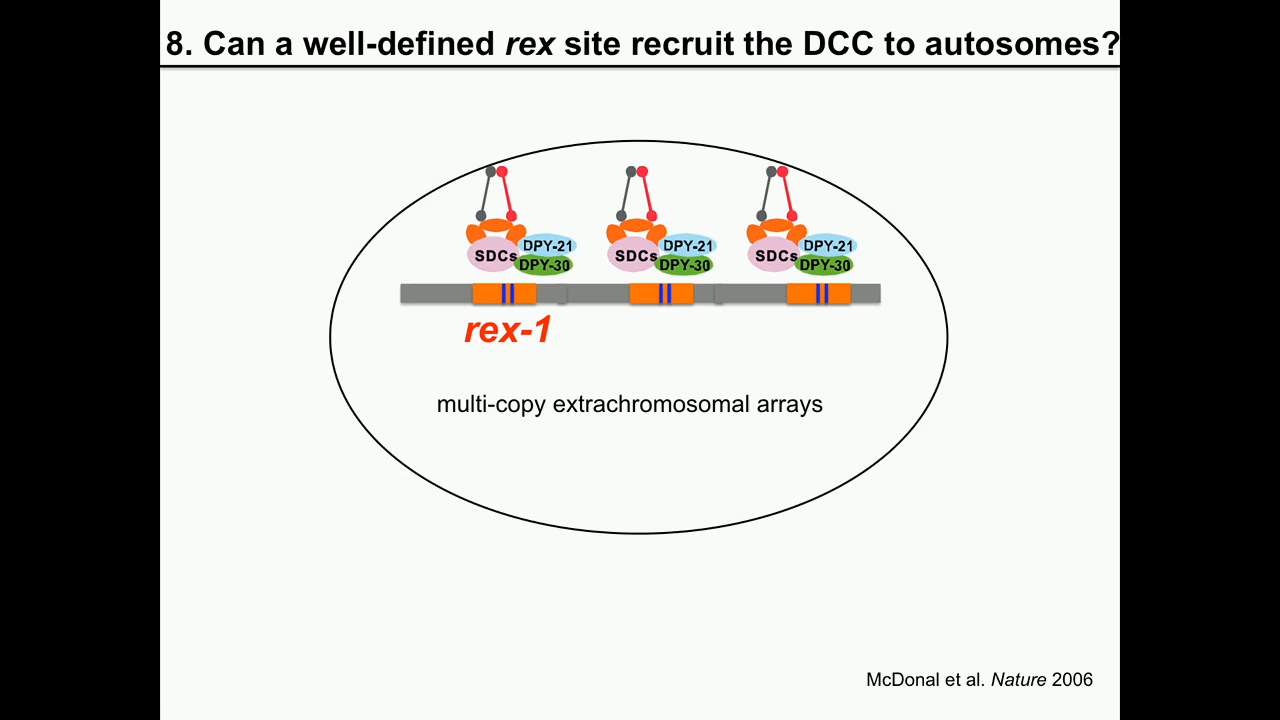 8. Can a well-defined rex site recruit the DCC to autosomes?
DPY-21 DPY-21 DPY-21
SDCs SDCs SDCs
DPY-30 DPY-30 DPY-30
rex-1
multi-copy extrachromosomal arrays
McDonal et al. Nature 2006